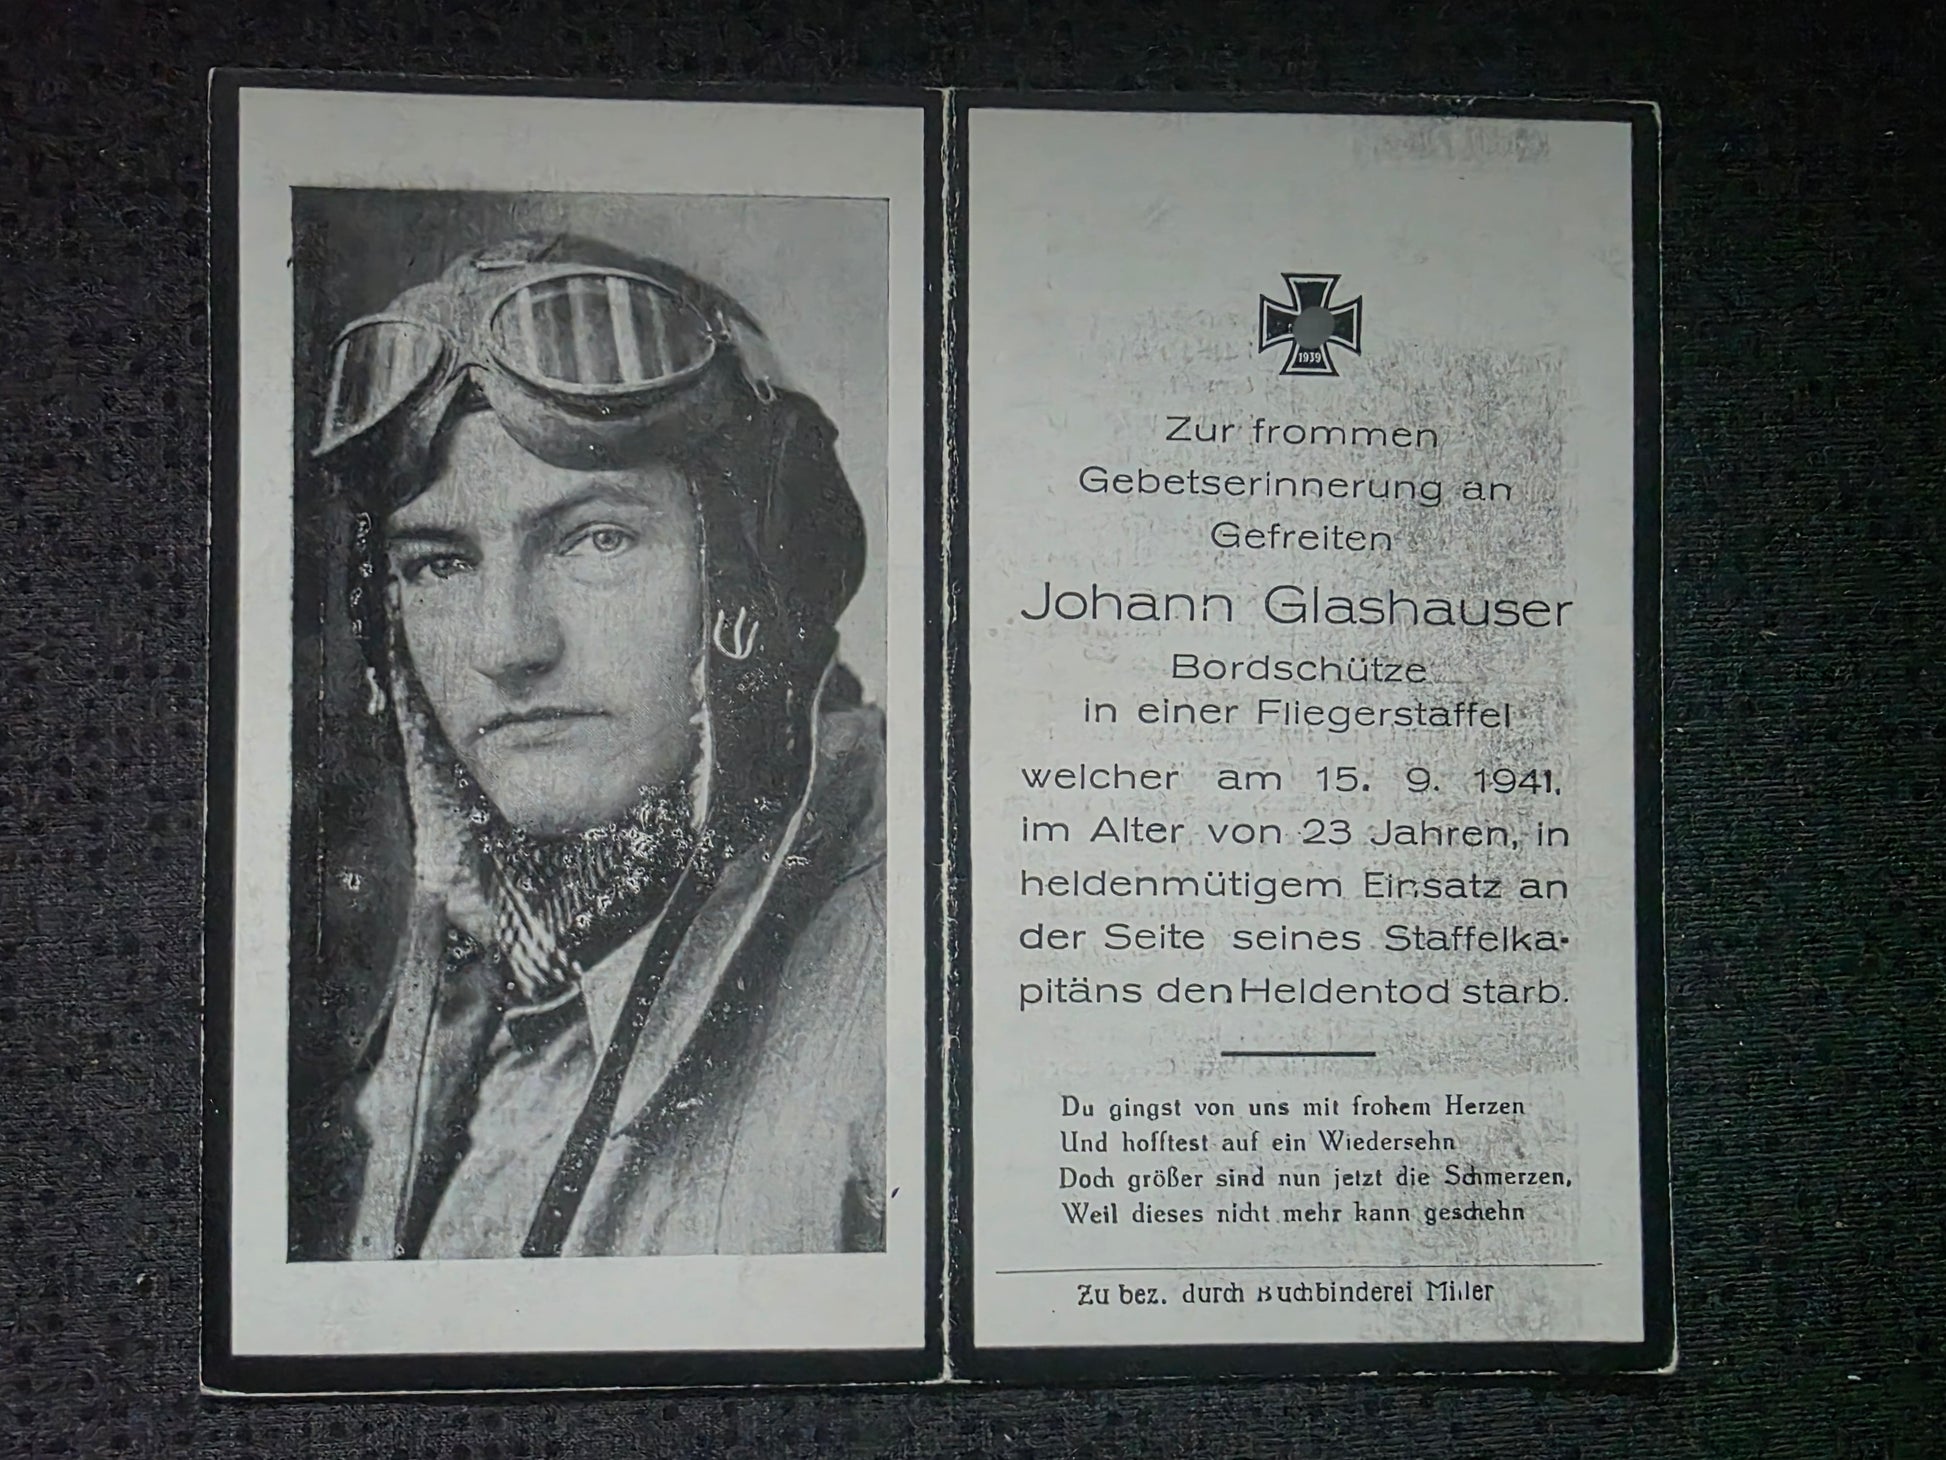 1939
Zur frommen
Gebetserinnerung an
Gefreiten
Johann Glashauser
Bordschütze
in einer Fliegerstaffel
welcher am 15. 9. 1941.
im Alter von 23 Jahren, in
heldenmütigem Einsatz an
der Seite seines Staffelka-
pitäns den Heldentod starb.
Du gingst von uns mit frohem Herzen
Und hofftest auf ein Wiedersehn
Doch größer sind nun jetzt die Schmerzen,
Weil dieses nicht mehr kann geschehn
Zu bez. durch Buchbinderei Miller